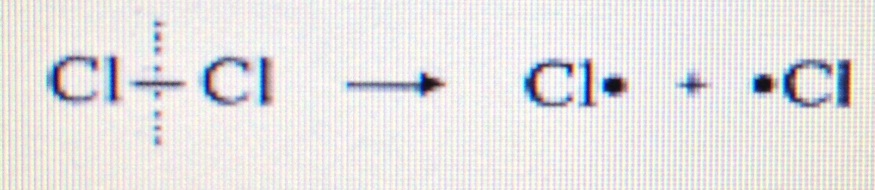 Cl—Cl ⟶ Cl• + •Cl